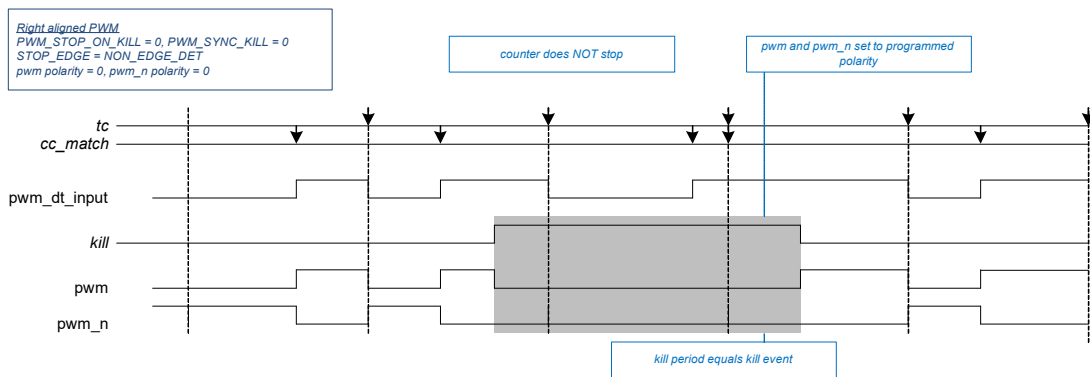 Right aligned PWM
PWM_STOP_ON_KILL = 0, PWM_SYNC_KILL = 0
STOP_EDGE = NON_EDGE_DET
pwm polarity = 0, pwm_n polarity = 0
counter does NOT stop
pwm and pwm_n set to programmed
polarity
tc
cc_match
pwm_dt_input
kill
pwm
pwm_n
kill period equals kill event